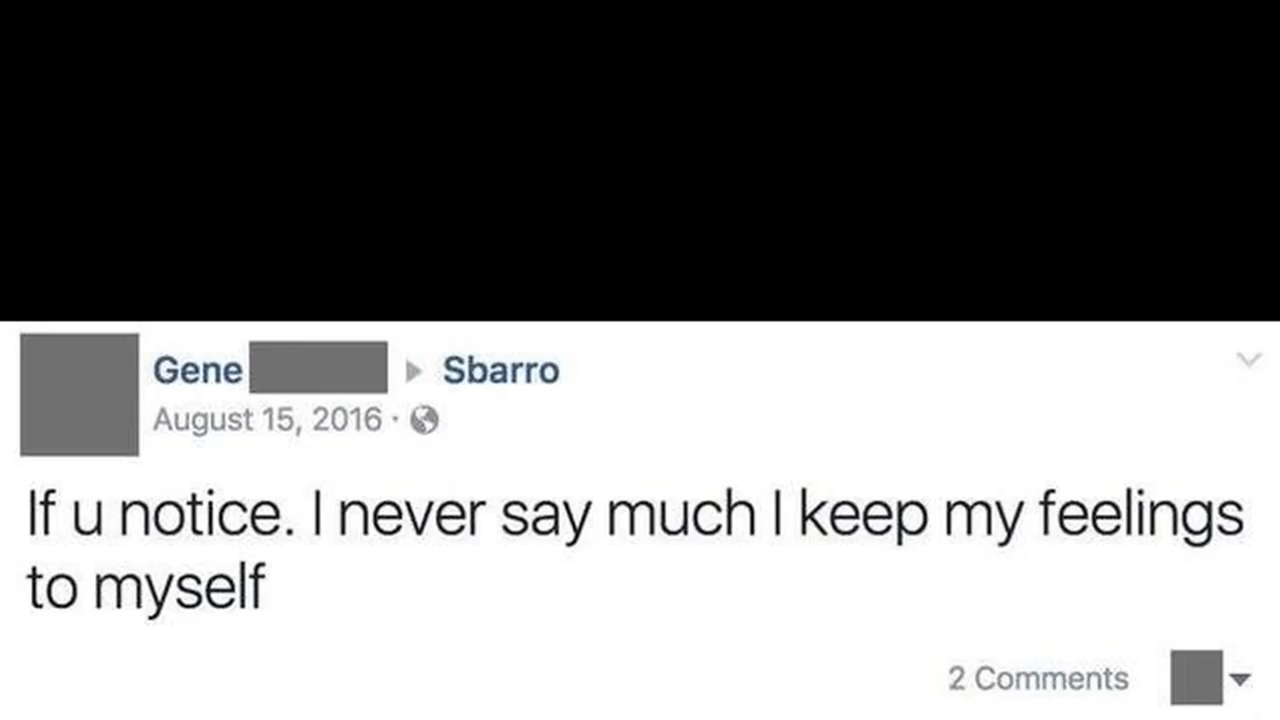 Gene ▸ Sbarro
August 15, 2016 ·
If u notice. I never say much I keep my feelings
to myself
2 Comments